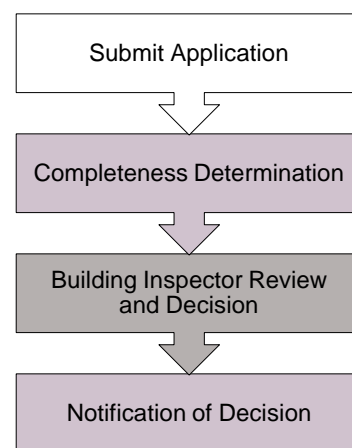 Submit Application
Completeness Determination
Building Inspector Review
and Decision
Notification of Decision